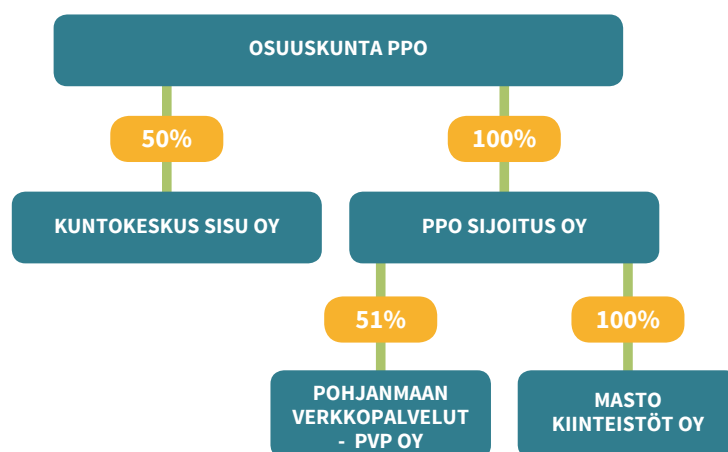 OSUUSKUNTA PPO
50%
100%
KUNTOKESKUS SISU OY
PPO SIJOITUS OY
51%
100%
POHJANMAAN
VERKKOPALVELUT
- PVP OY
MASTO
KIINTEISTÖT OY